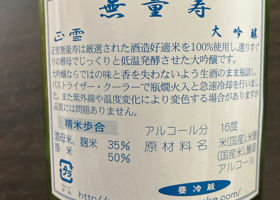 無量寿
正雪 大吟醸
正雪無量寿は厳選された酒造好適米を100%使用し、選りすぐ
りの酵母でじっくりと低温発酵させた大吟醸です。
大吟醸ならではの味と香を失わないよう生酒のまま瓶詰し、
パストライザー・クーラーで瓶燗火入と急速冷却を行いまし
た。また紫外線や温度変化により変色する場合がありますが
品質には問題ありません。
精米歩合
酒母米、麹米 35%
掛米 50%
アルコール分 16度
原材料名 米(国産)、米麹
(国産米)、醸造
アルコール
要冷蔵
http://